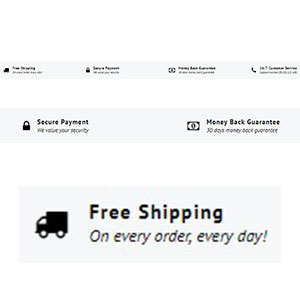 Free Shipping
On every order, every day!
Secure Payment
We value your security
Money Back Guarantee
30 days money back guarantee
24/7 Customer Service
Secure Payment
We value your security
Money Back Guarantee
30 days money back guarantee
Free Shipping
On every order, every day!